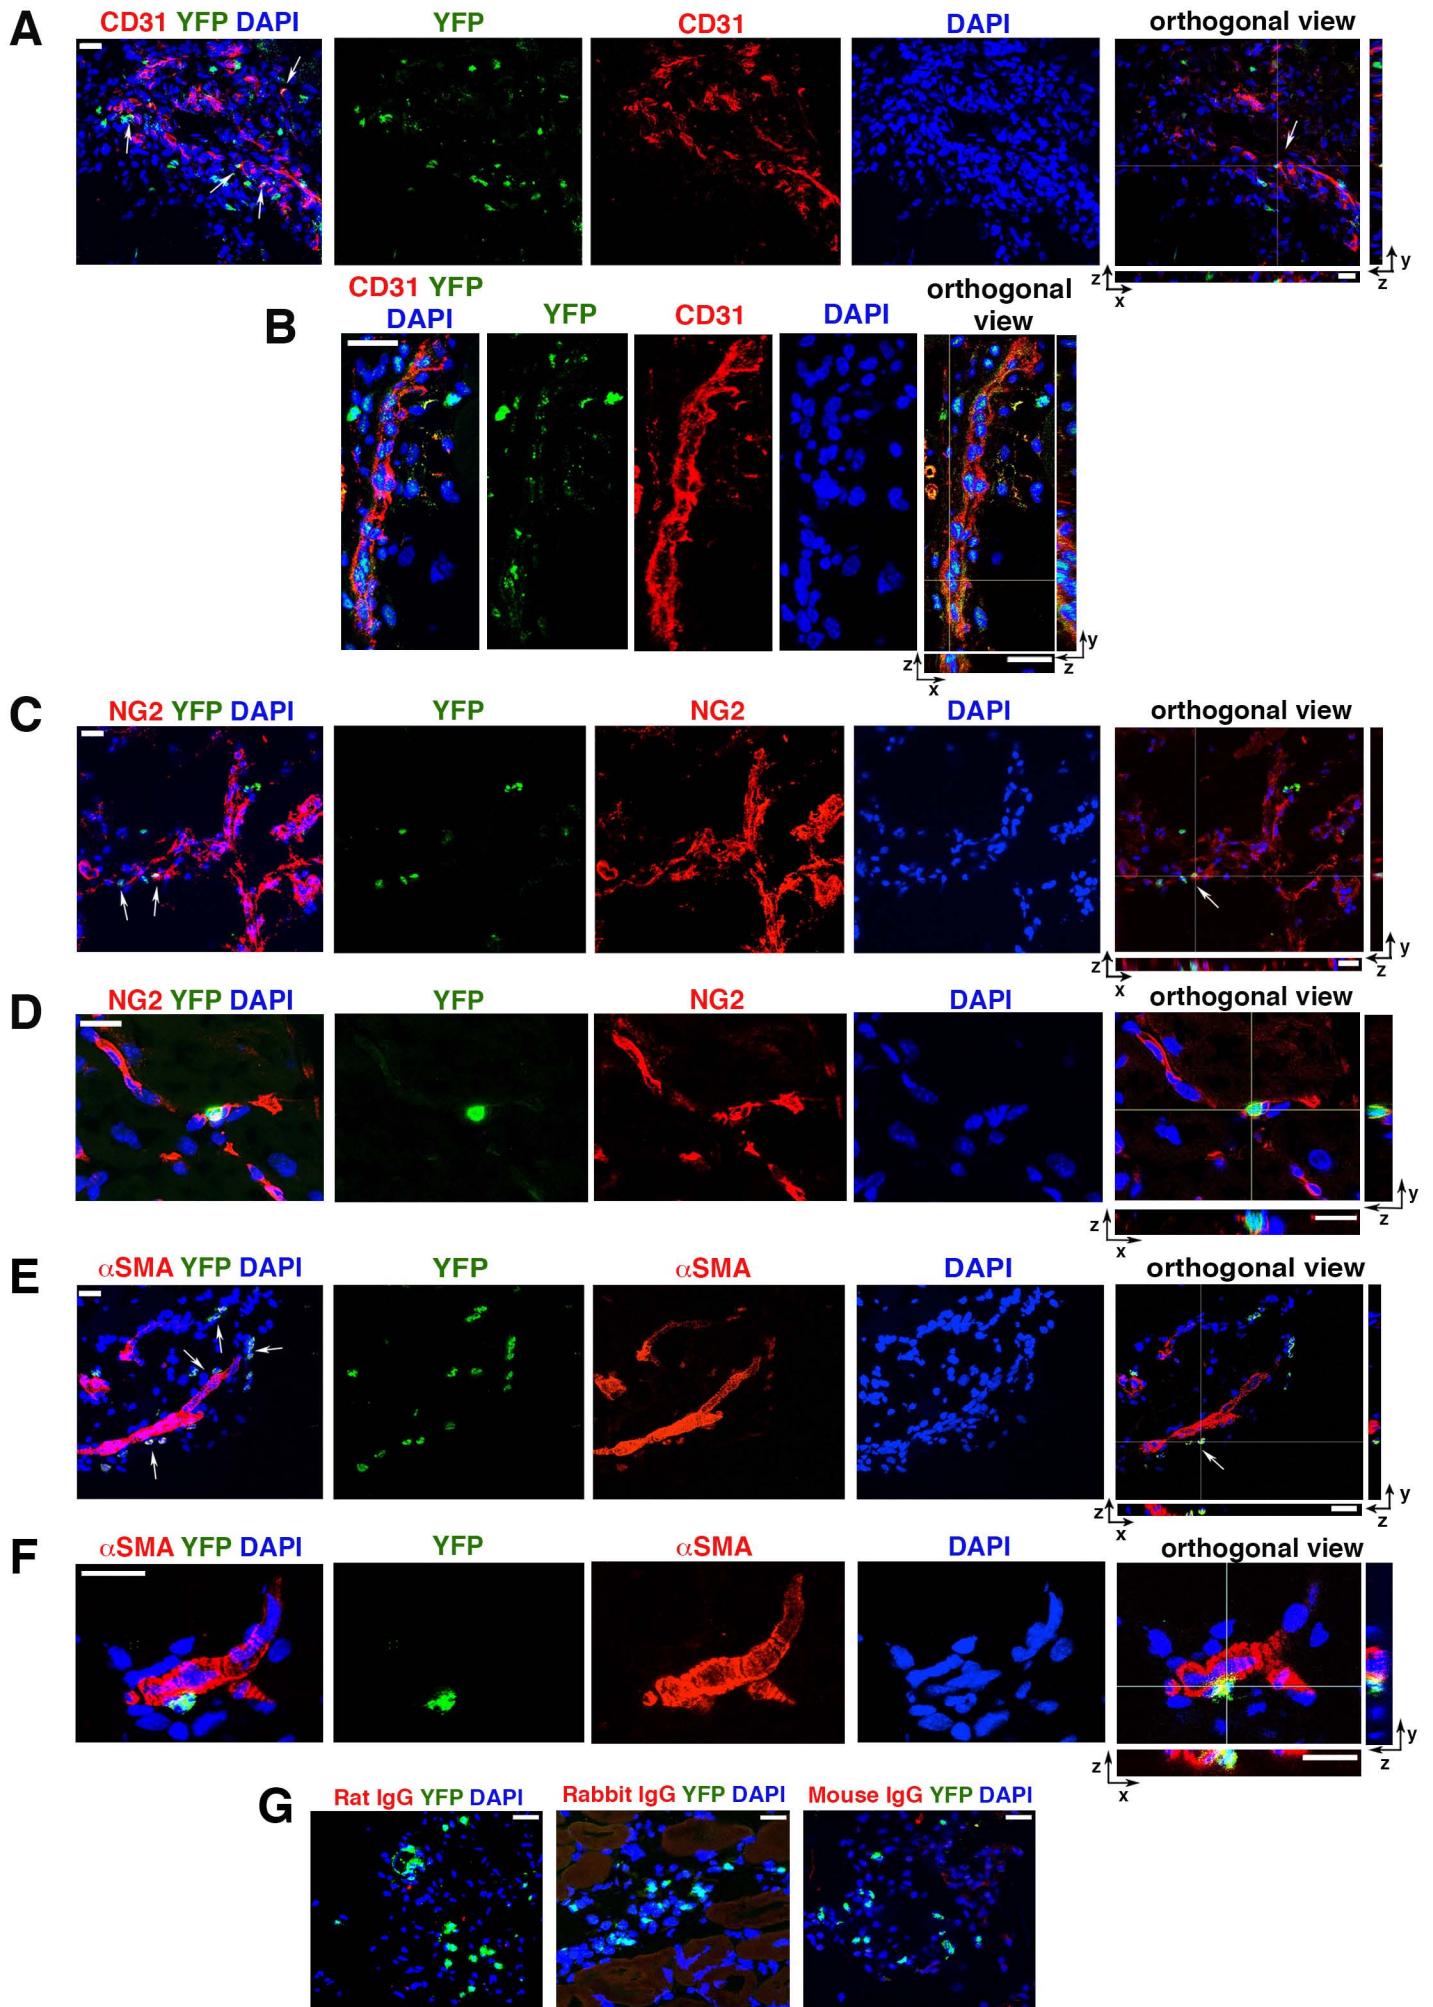 A
CD31 YFP DAPI
YFP
CD31
DAPI
orthogonal view
z
x
y
z
B
CD31 YFP
DAPI
YFP
CD31
DAPI
orthogonal
view
z
x
y
z
C
NG2 YFP DAPI
YFP
NG2
DAPI
orthogonal view
z
x
y
z
D
NG2 YFP DAPI
YFP
NG2
DAPI
orthogonal view
z
x
y
z
E
αSMA YFP DAPI
YFP
αSMA
DAPI
orthogonal view
z
x
y
z
F
αSMA YFP DAPI
YFP
αSMA
DAPI
orthogonal view
z
x
y
z
G
Rat IgG YFP DAPI
Rabbit IgG YFP DAPI
Mouse IgG YFP DAPI